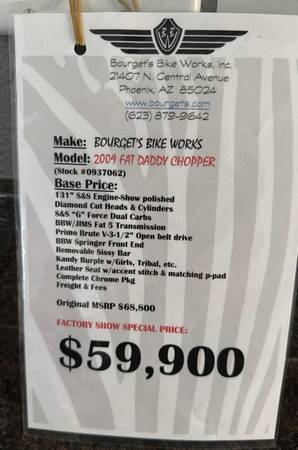 BBW
Bourget's Bike Works, Inc.
21407 N. Central Avenue
Phoenix, AZ 85024
www.bourgets.com
(623) 879-9642
Make: BOURGET'S BIKE WORKS
Model: 2009 FAT DADDY CHOPPER
(Stock #0937062)
Base Price:
131" S&S Engine-Show polished
Diamond Cut Heads & Cylinders
S&S "G" Force Dual Carbs
BBW/JIMS Fat 5 Transmission
Primo Brute V-3-1/2" Open belt drive
BBW Springer Front End
Removable Sissy Bar
Kandy Burple w/Girls, Tribal, etc.
Leather Seat w/accent stitch & matching p-pad
Complete Chrome Pkg
Freight & Fees
Original MSRP $68,800
FACTORY SHOW SPECIAL PRICE:
$59,900